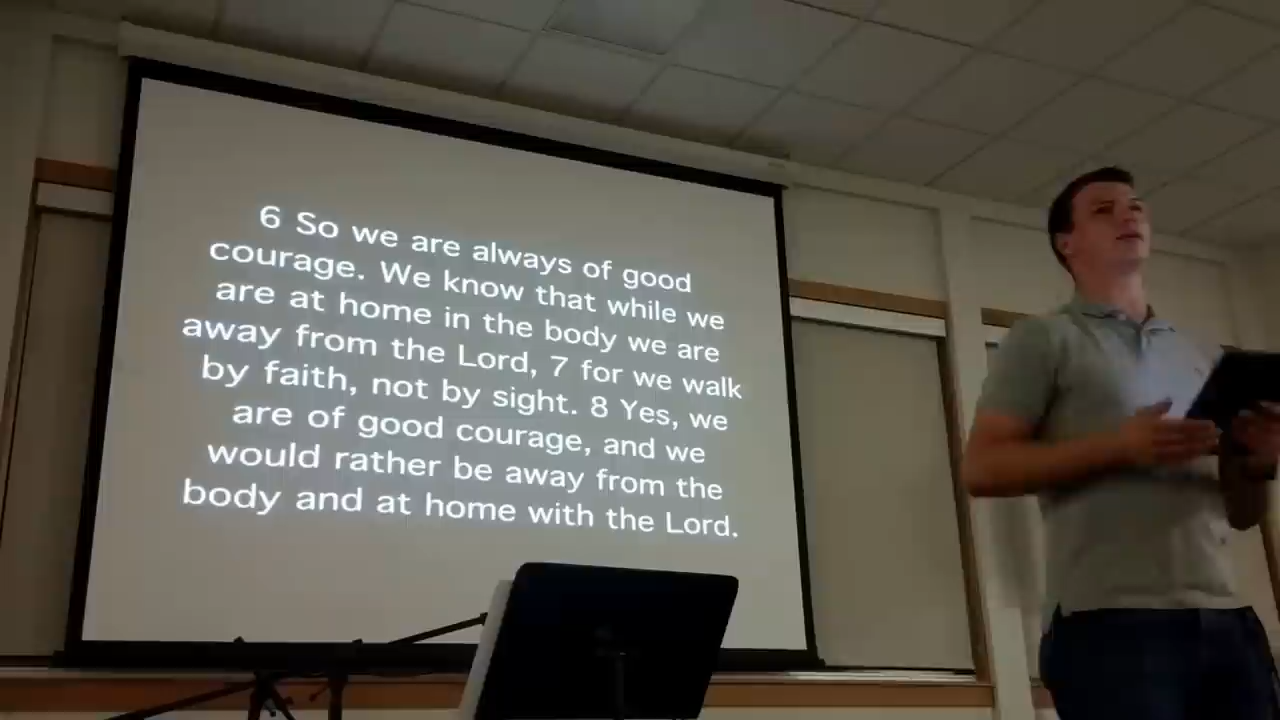 6 So we are always of good
courage. We know that while we
are at home in the body we are
away from the Lord, 7 for we walk
by faith, not by sight. 8 Yes, we
are of good courage, and we
would rather be away from the
body and at home with the Lord.